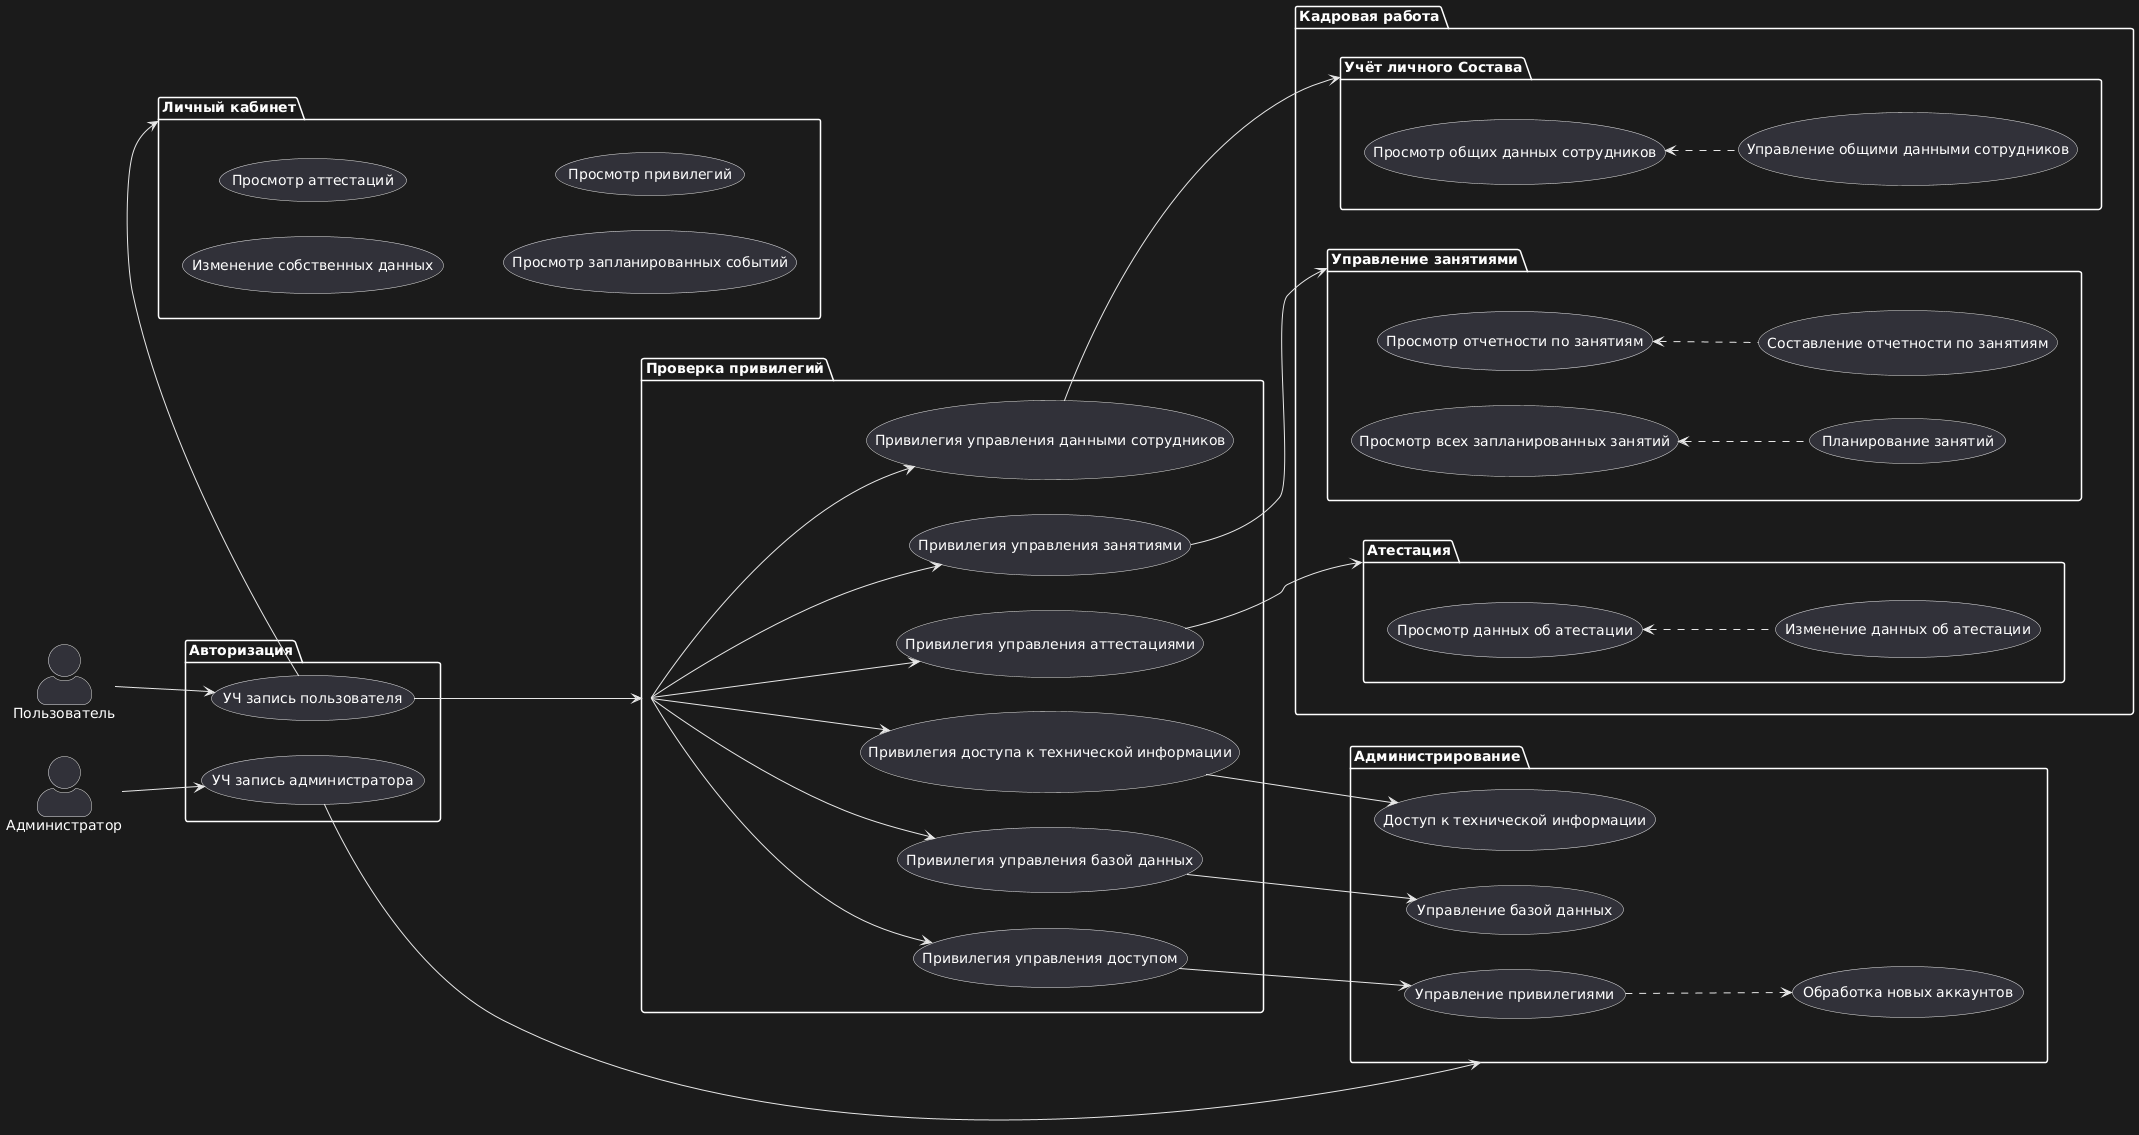 Кадровая работа
Учёт личного Состава
Просмотр общих данных сотрудников
Управление общими данными сотрудников
Личный кабинет
Просмотр аттестаций
Просмотр привилегий
Изменение собственных данных
Просмотр запланированных событий
Управление занятиями
Просмотр отчетности по занятиям
Составление отчетности по занятиям
Просмотр всех запланированных занятий
Планирование занятий
Проверка привилегий
Привилегия управления данными сотрудников
Привилегия управления занятиями
Привилегия управления аттестациями
Привилегия доступа к технической информации
Привилегия управления базой данных
Привилегия управления доступом
Атестация
Просмотр данных об атестации
Изменение данных об атестации
Авторизация
УЧ запись пользователя
УЧ запись администратора
Пользователь
Администратор
Администрирование
Доступ к технической информации
Управление базой данных
Управление привилегиями
Обработка новых аккаунтов